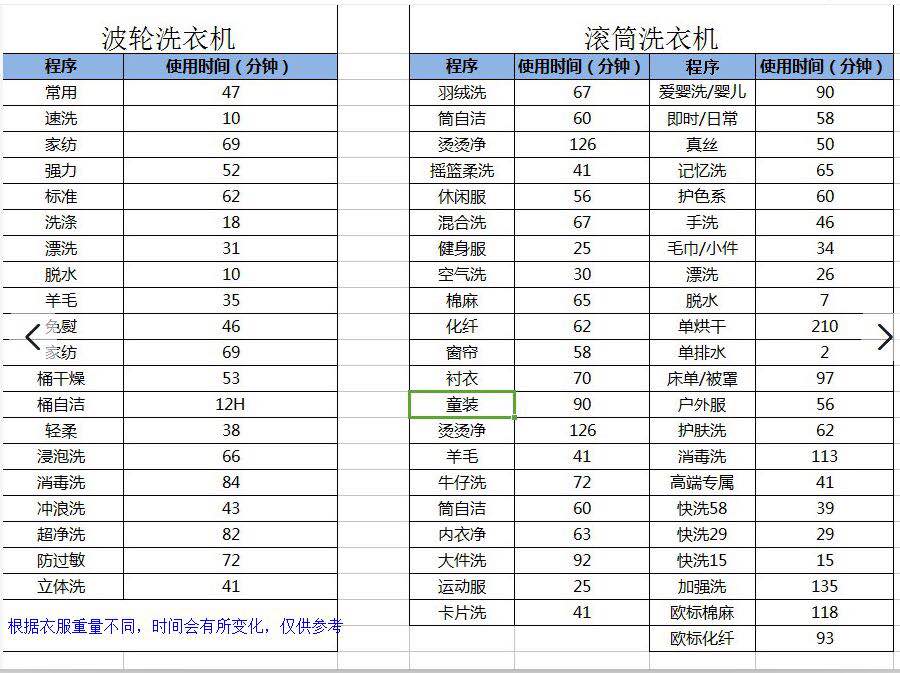 波轮洗衣机
程序 使用时间（分钟）
常用 47
速洗 10
家纺 69
强力 52
标准 62
洗涤 18
漂洗 31
脱水 10
羊毛 35
免熨 46
家纺 69
桶干燥 53
桶自洁 12H
轻柔 38
浸泡洗 66
消毒洗 84
冲浪洗 43
超净洗 82
防过敏 72
立体洗 41
根据衣服重量不同，时间会有所变化，仅供参考
滚筒洗衣机
程序 使用时间（分钟） 程序 使用时间（分钟）
羽绒洗 67 爱婴洗/婴儿 90
筒自洁 60 即时/日常 58
烫烫净 126 真丝 50
摇篮柔洗 41 记忆洗 65
休闲服 56 护色系 60
混合洗 67 手洗 46
健身服 25 毛巾/小件 34
空气洗 30 漂洗 26
棉麻 65 脱水 7
化纤 62 单烘干 210
窗帘 58 单排水 2
衬衣 70 床单/被罩 97
童装 90 户外服 56
烫烫净 126 护肤洗 62
羊毛 41 消毒洗 113
牛仔洗 72 高端专属 41
筒自洁 60 快洗58 39
内衣净 63 快洗29 29
大件洗 92 快洗15 15
运动服 25 加强洗 135
卡片洗 41 欧标棉麻 118
欧标化纤 93